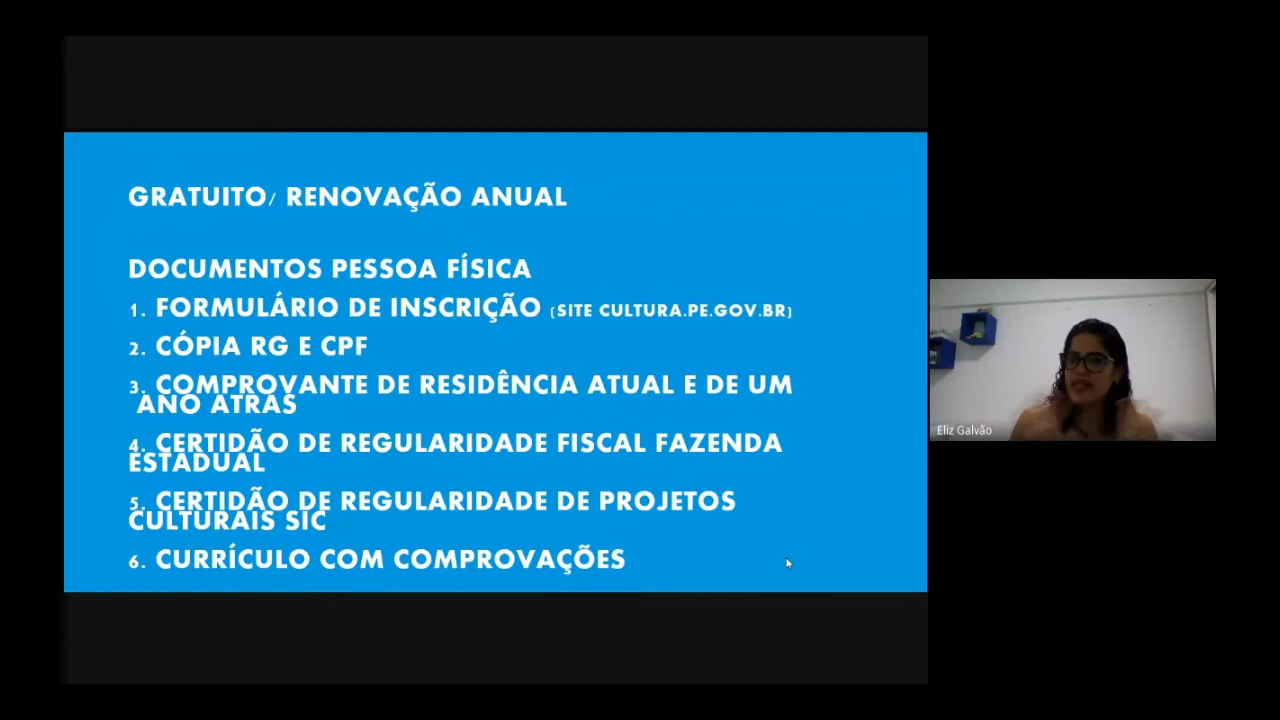 GRATUITO/ RENOVAÇÃO ANUAL
DOCUMENTOS PESSOA FÍSICA
1. FORMULÁRIO DE INSCRIÇÃO (SITE CULTURA.PE.GOV.BR)
2. CÓPIA RG E CPF
3. COMPROVANTE DE RESIDÊNCIA ATUAL E DE UM
ANO ATRÁS
4. CERTIDÃO DE REGULARIDADE FISCAL FAZENDA
ESTADUAL
5. CERTIDÃO DE REGULARIDADE DE PROJETOS
CULTURAIS SIC
6. CURRÍCULO COM COMPROVAÇÕES
Eliz Galvão